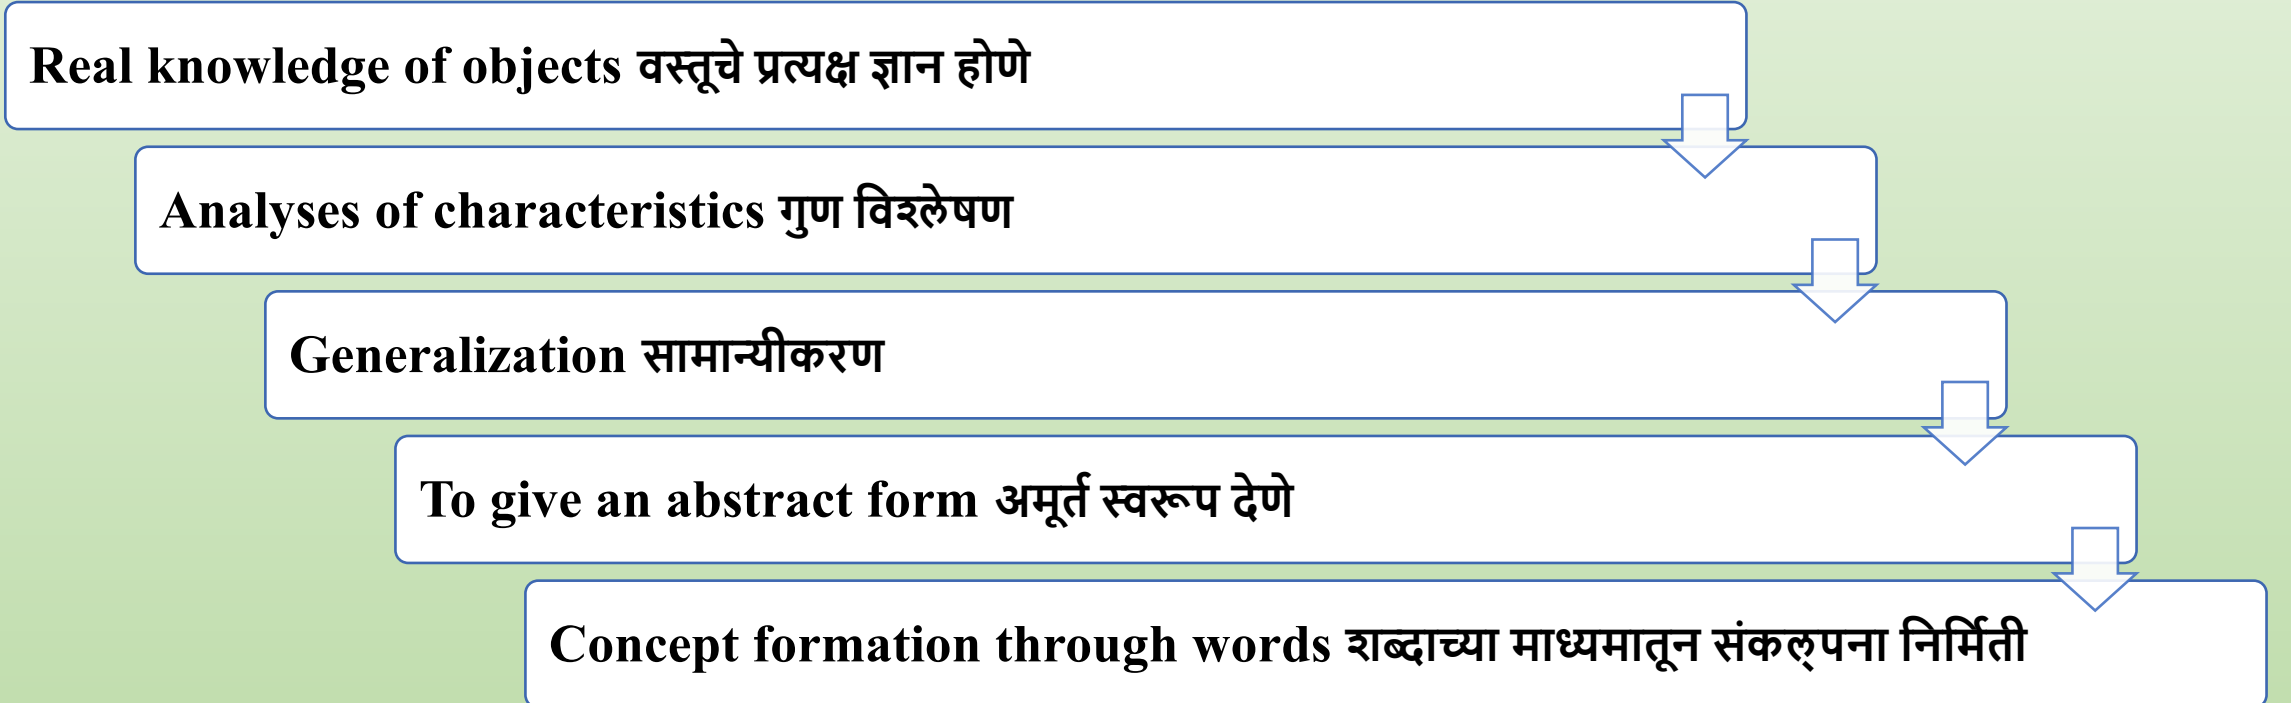 Real knowledge of objects वस्तूचे प्रत्यक्ष ज्ञान होणे
Analyses of characteristics गुण विश्लेषण
Generalization सामान्यीकरण
To give an abstract form अमूर्त स्वरूप देणे
Concept formation through words शब्दाच्या माध्यमातून संकल्पना निर्मिती